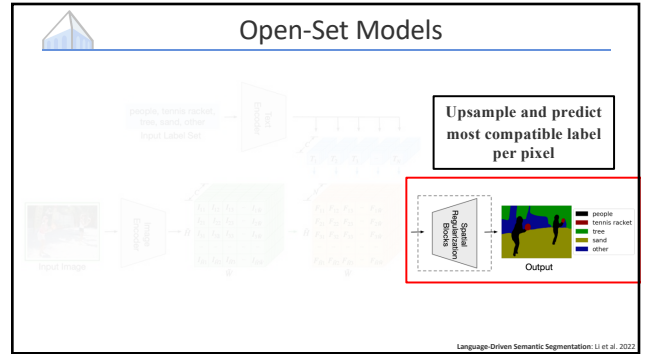 Open-Set Models
people, tennis racket,
tree, sand, other
Input Label Set
Text
Encoder
Upsample and predict
most compatible label
per pixel
Image
Encoder
Input Image
Spatial
Regularization
Blocks
people
tennis racket
tree
sand
other
Output
Language-Driven Semantic Segmentation: Li et al. 2022